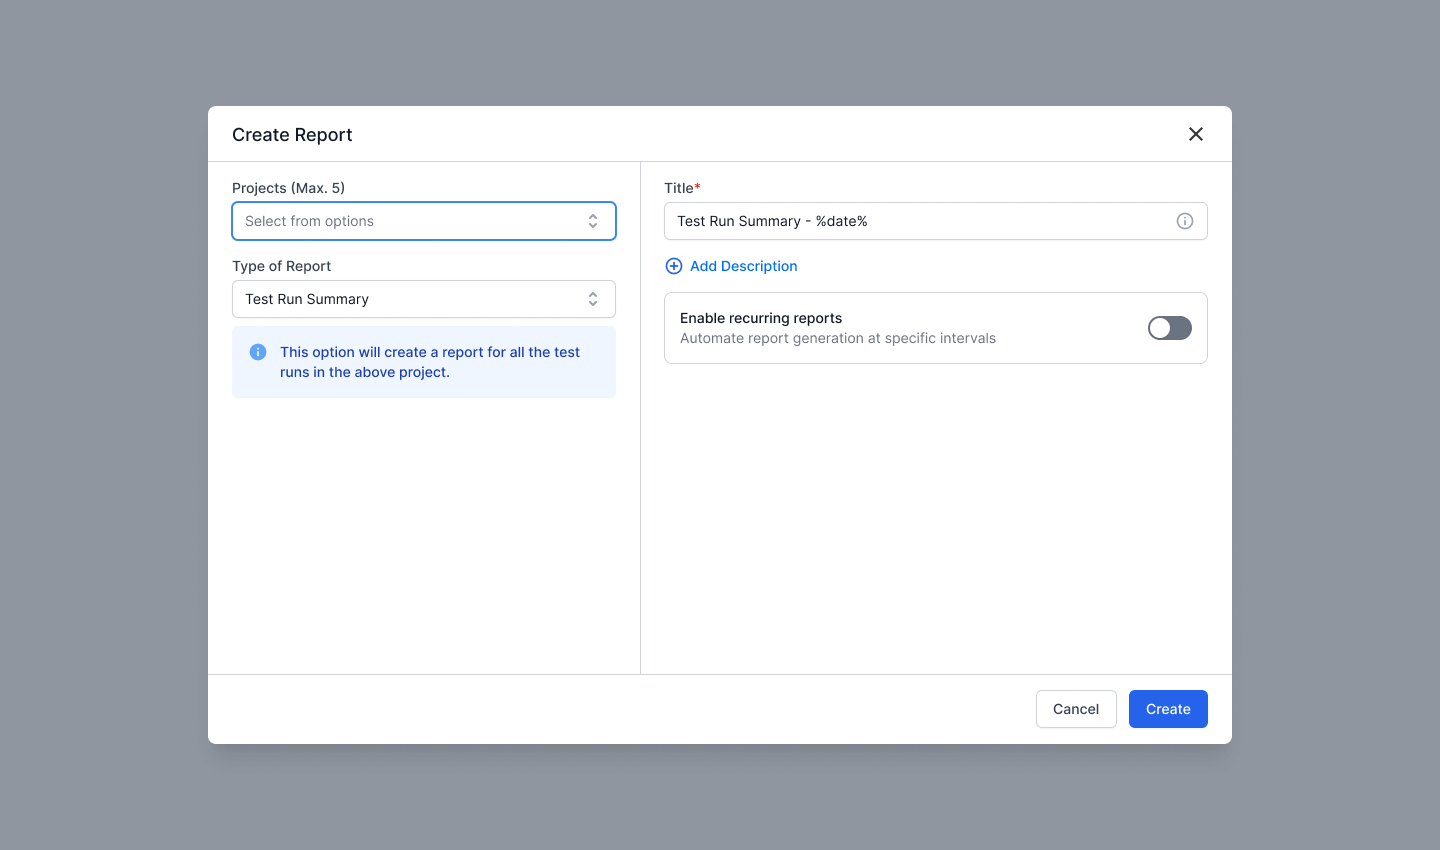 Create Report
Projects (Max. 5)
Select from options
Type of Report
Test Run Summary
This option will create a report for all the test
runs in the above project.
Title*
Test Run Summary - %date%
Add Description
Enable recurring reports
Automate report generation at specific intervals
Cancel
Create